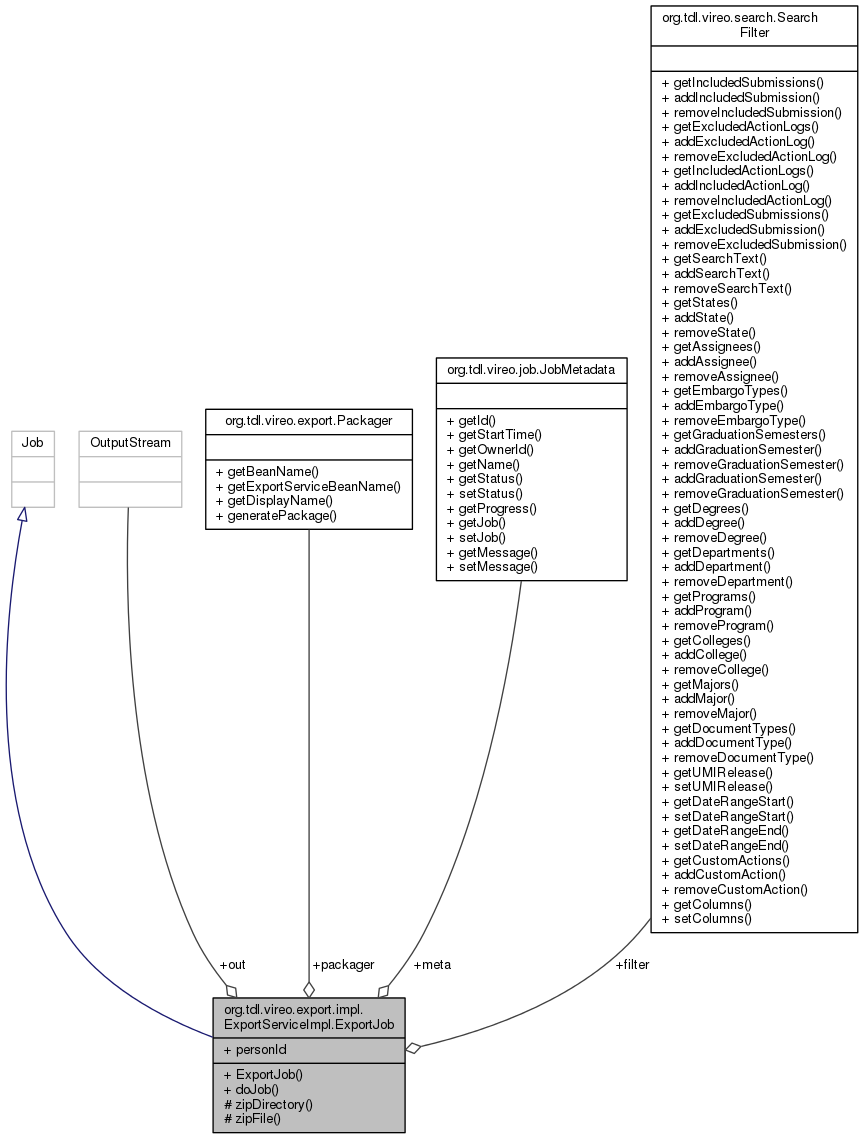 org.tdl.vireo.search.Search
Filter
+ getIncludedSubmissions()
+ addIncludedSubmission()
+ removeIncludedSubmission()
+ getExcludedActionLogs()
+ addExcludedActionLog()
+ removeExcludedActionLog()
+ getIncludedActionLogs()
+ addIncludedActionLog()
+ removeIncludedActionLog()
+ getExcludedSubmissions()
+ addExcludedSubmission()
+ removeExcludedSubmission()
+ getSearchText()
+ addSearchText()
+ removeSearchText()
+ getStates()
+ addState()
+ removeState()
+ getAssignees()
+ addAssignee()
+ removeAssignee()
+ getEmbargoTypes()
+ addEmbargoType()
+ removeEmbargoType()
+ getGraduationSemesters()
+ addGraduationSemester()
+ removeGraduationSemester()
+ addGraduationSemester()
+ removeGraduationSemester()
+ getDegrees()
+ addDegree()
+ removeDegree()
+ getDepartments()
+ addDepartment()
+ removeDepartment()
+ getPrograms()
+ addProgram()
+ removeProgram()
+ getColleges()
+ addCollege()
+ removeCollege()
+ getMajors()
+ addMajor()
+ removeMajor()
+ getDocumentTypes()
+ addDocumentType()
+ removeDocumentType()
+ getUMIRelease()
+ setUMIRelease()
+ getDateRangeStart()
+ setDateRangeStart()
+ getDateRangeEnd()
+ setDateRangeEnd()
+ getCustomActions()
+ addCustomAction()
+ removeCustomAction()
+ getColumns()
+ setColumns()
org.tdl.vireo.job.JobMetadata
+ getId()
+ getStartTime()
+ getOwnerId()
+ getName()
+ getStatus()
+ setStatus()
+ getProgress()
+ getJob()
+ setJob()
+ getMessage()
+ setMessage()
org.tdl.vireo.export.Packager
+ getBeanName()
+ getExportServiceBeanName()
+ getDisplayName()
+ generatePackage()
Job
OutputStream
+out
+packager
+meta
+filter
org.tdl.vireo.export.impl.
ExportServiceImpl.ExportJob
+ personId
+ ExportJob()
+ doJob()
# zipDirectory()
# zipFile()